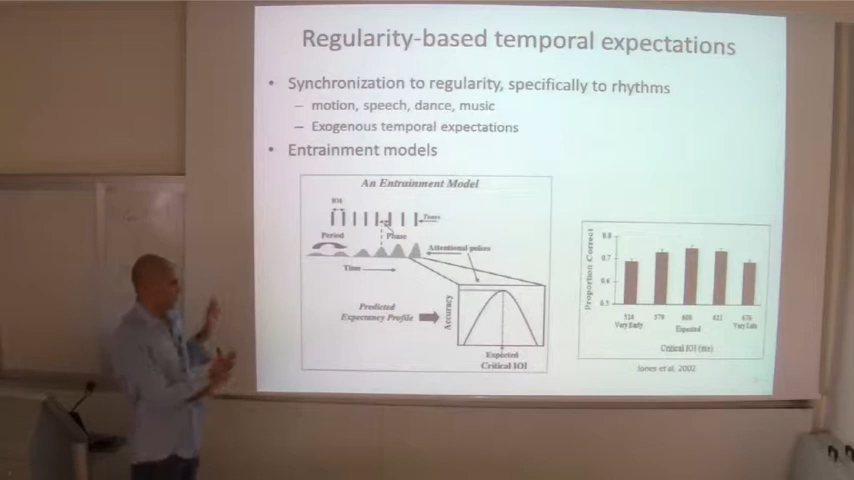 Regularity-based temporal expectations
• Synchronization to regularity, specifically to rhythms
– motion, speech, dance, music
– Exogenous temporal expectations
• Entrainment models
An Entrainment Model
IOI
Tones
Period
Phase
Attentional pulses
Time
Predicted
Expectancy Profile
Accuracy
Expected
Critical IOI
Proportion Correct
0.8
0.7
0.6
0.5
524 579 600 621 676
Very Early Expected Very Late
Critical IOI (ms)
Jones et al, 2002